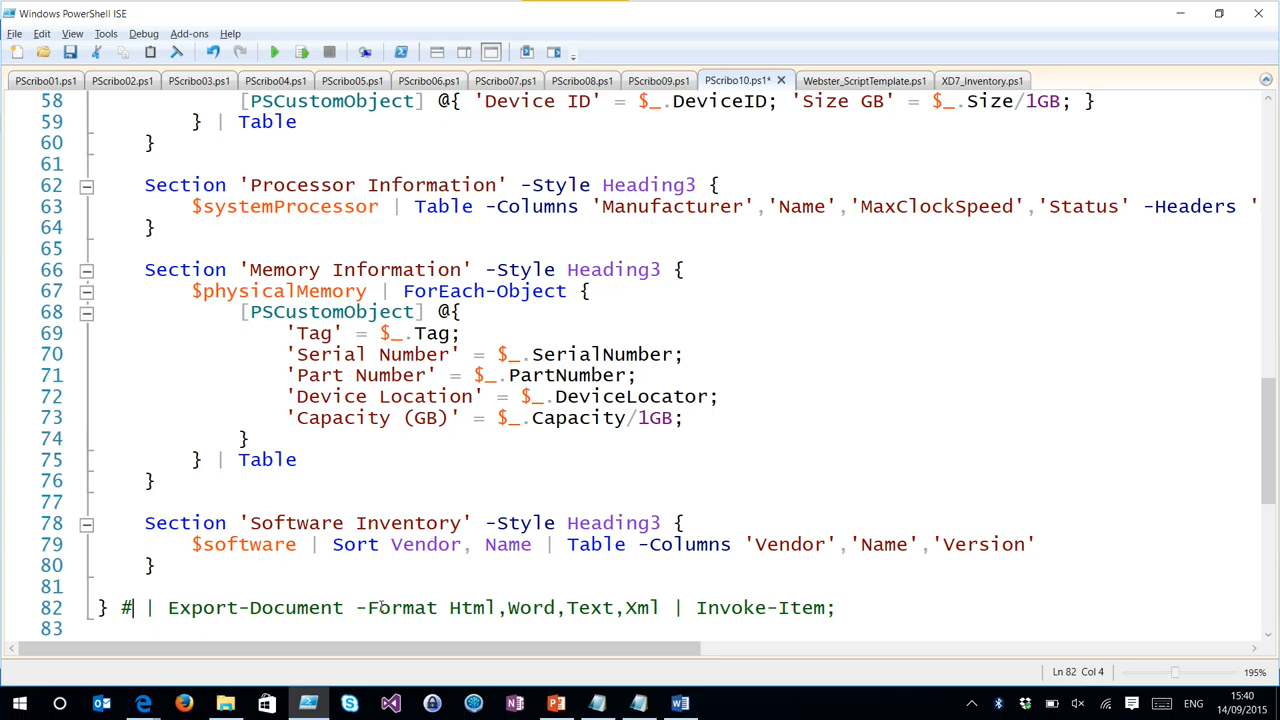 Windows PowerShell ISE
File Edit View Tools Debug Add-ons Help
PScribo01.ps1 PScribo02.ps1 PScribo03.ps1 PScribo04.ps1 PScribo05.ps1 PScribo06.ps1 PScribo07.ps1 PScribo08.ps1 PScribo09.ps1 PScribo10.ps1* Webster_ScriptTemplate.ps1 XD7_Inventory.ps1
58 [PSCustomObject] @{ 'Device ID' = $_.DeviceID; 'Size GB' = $_.Size/1GB; }
59 } | Table
60 }
61
62 Section 'Processor Information' -Style Heading3 {
63 $systemProcessor | Table -Columns 'Manufacturer','Name','MaxClockSpeed','Status' -Headers '
64 }
65
66 Section 'Memory Information' -Style Heading3 {
67 $physicalMemory | ForEach-Object {
68 [PSCustomObject] @{
69 'Tag' = $_.Tag;
70 'Serial Number' = $_.SerialNumber;
71 'Part Number' = $_.PartNumber;
72 'Device Location' = $_.DeviceLocator;
73 'Capacity (GB)' = $_.Capacity/1GB;
74 }
75 } | Table
76 }
77
78 Section 'Software Inventory' -Style Heading3 {
79 $software | Sort Vendor, Name | Table -Columns 'Vendor','Name','Version'
80 }
81
82 } # | Export-Document -Format Html,Word,Text,Xml | Invoke-Item;
83
Ln 82 Col 4 195%
ENG 15:40
14/09/2015